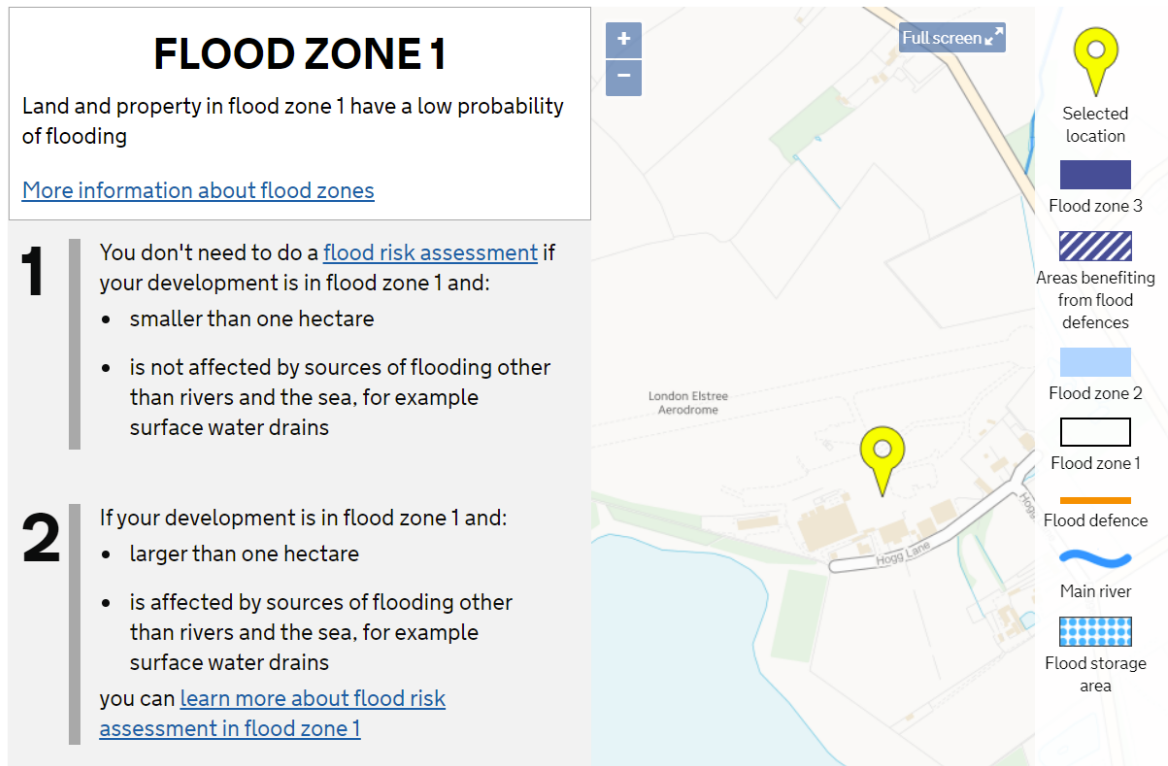 FLOOD ZONE 1
Land and property in flood zone 1 have a low probability
of flooding
More information about flood zones
1
You don't need to do a flood risk assessment if
your development is in flood zone 1 and:
• smaller than one hectare
• is not affected by sources of flooding other
than rivers and the sea, for example
surface water drains
2
If your development is in flood zone 1 and:
• larger than one hectare
• is affected by sources of flooding other
than rivers and the sea, for example
surface water drains
you can learn more about flood risk
assessment in flood zone 1
+
−
Full screen
London Elstree
Aerodrome
Hogg Lane
Hogg
Selected
location
Flood zone 3
Areas benefiting
from flood
defences
Flood zone 2
Flood zone 1
Flood defence
Main river
Flood storage
area